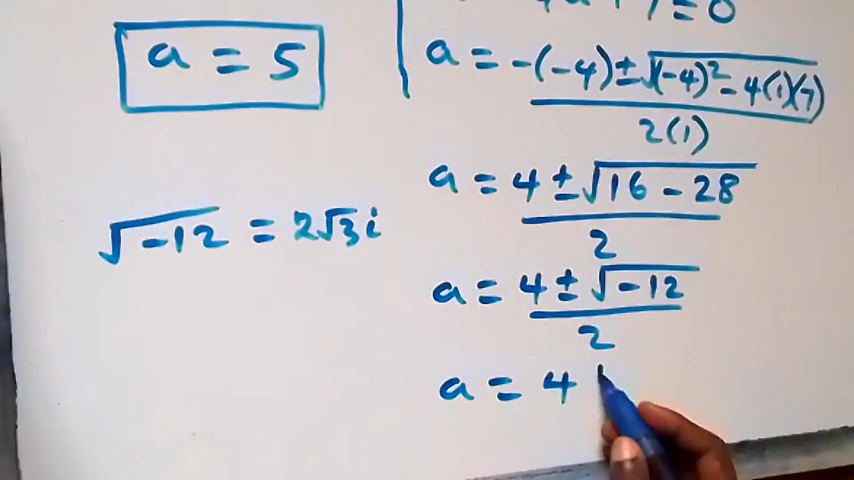 a = 5
√-12 = 2√3i
= 0
a = -(-4)±√(-4)²-4(1)(7)
2(1)
a = 4 ± √16 - 28
2
a = 4 ± √-12
2
a = 4